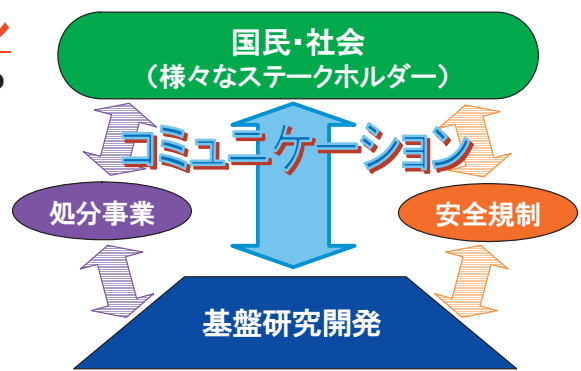 国民・社会
（様々なステークホルダー）
コミュニケーション
処分事業
安全規制
基盤研究開発